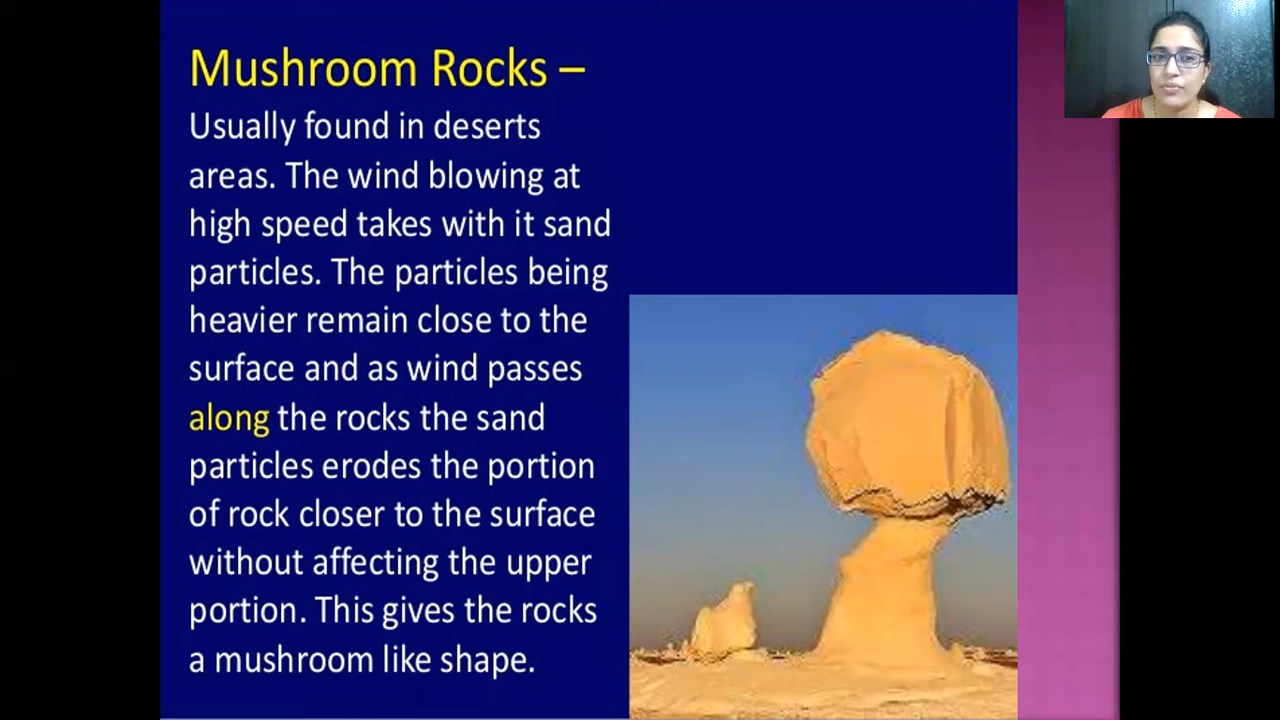 Mushroom Rocks –
Usually found in deserts
areas. The wind blowing at
high speed takes with it sand
particles. The particles being
heavier remain close to the
surface and as wind passes
along the rocks the sand
particles erodes the portion
of rock closer to the surface
without affecting the upper
portion. This gives the rocks
a mushroom like shape.